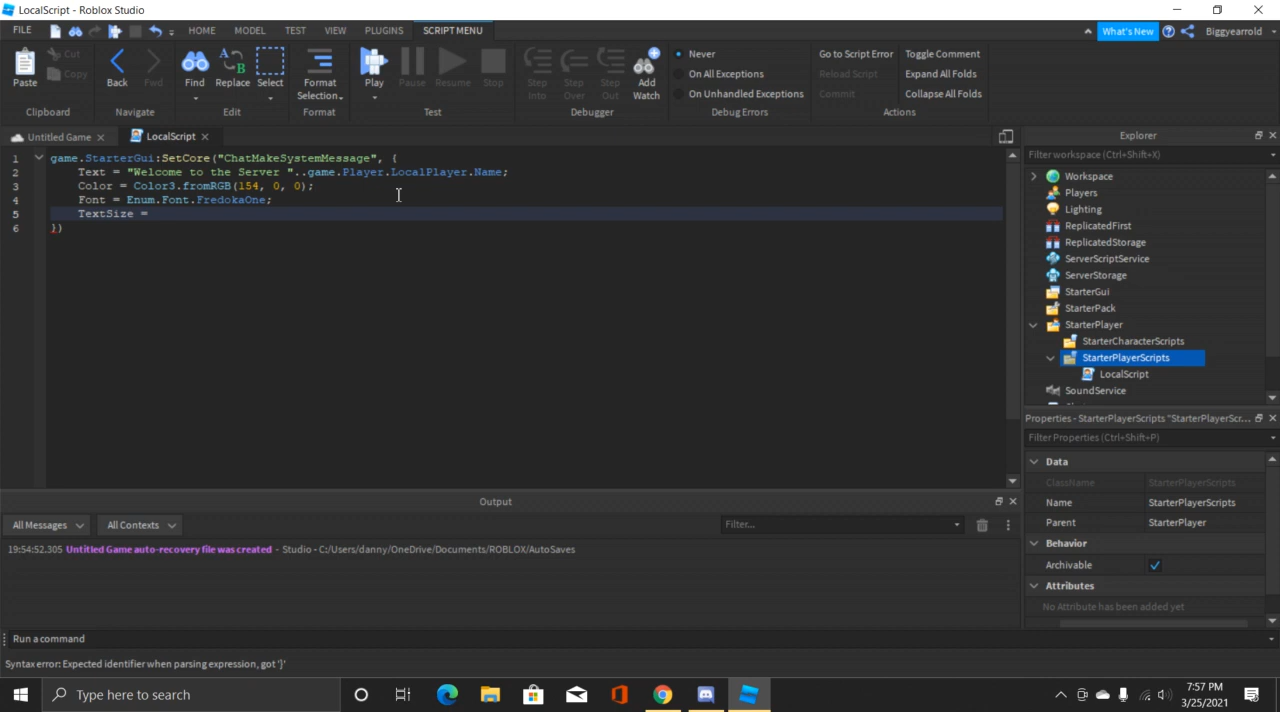 LocalScript - Roblox Studio
FILE HOME MODEL TEST VIEW PLUGINS SCRIPT MENU What's New Biggyearrold
Paste Cut Copy Back Fwd. Find Replace Select Format Selection Play Pause Resume Stop Step Into Step Over Step Out Add Watch
Never Go to Script Error Toggle Comment
On All Exceptions Reload Script Expand All Folds
On Unhandled Exceptions Commit Collapse All Folds
Clipboard Navigate Edit Format Test Debugger Debug Errors Actions
Untitled Game LocalScript
1 game.StarterGui:SetCore("ChatMakeSystemMessage", {
2 Text = "Welcome to the Server "..game.Player.LocalPlayer.Name;
3 Color = Color3.fromRGB(154, 0, 0);
4 Font = Enum.Font.FredokaOne;
5 TextSize =
6 })
Explorer
Filter workspace (Ctrl+Shift+X)
Workspace
Players
Lighting
ReplicatedFirst
ReplicatedStorage
ServerScriptService
ServerStorage
StarterGui
StarterPack
StarterPlayer
StarterCharacterScripts
StarterPlayerScripts
LocalScript
SoundService
Properties - StarterPlayerScripts "StarterPlayerScr...
Filter Properties (Ctrl+Shift+P)
Data
ClassName StarterPlayerScripts
Name StarterPlayerScripts
Parent StarterPlayer
Behavior
Archivable
Attributes
No Attribute has been added yet
Output
All Messages All Contexts Filter...
19:54:52.305 Untitled Game auto-recovery file was created - Studio - C:/Users/danny/OneDrive/Documents/ROBLOX/AutoSaves
Run a command
Syntax error: Expected identifier when parsing expression, got '}'
Type here to search
7:57 PM
3/25/2021